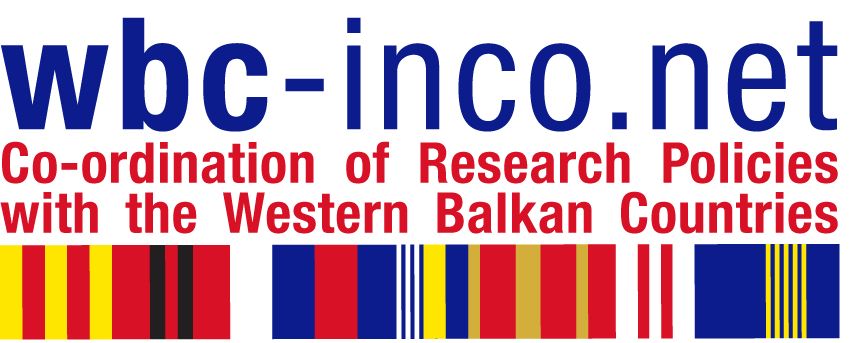 wbc-inco.net
Co-ordination of Research Policies
with the Western Balkan Countries